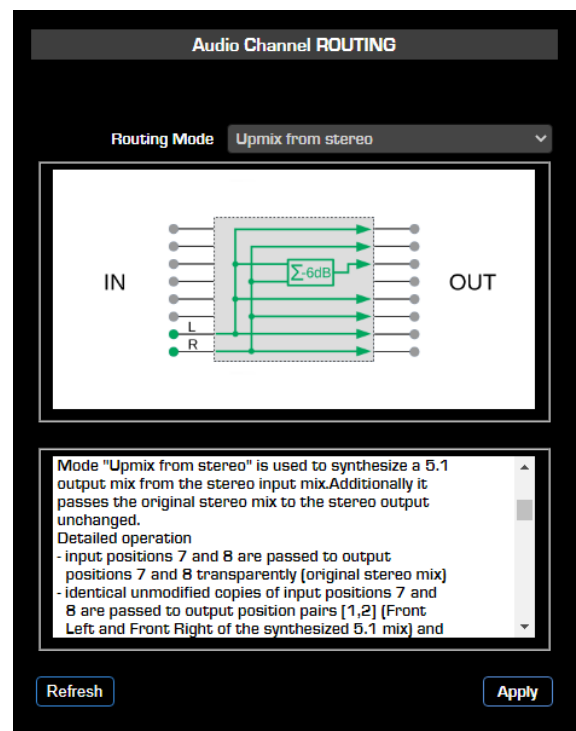 Audio Channel ROUTING
Routing Mode
Upmix from stereo
IN
Σ-6dB
OUT
L
R
Mode "Upmix from stereo" is used to synthesize a 5.1
output mix from the stereo input mix.Additionally it
passes the original stereo mix to the stereo output
unchanged.
Detailed operation
- input positions 7 and 8 are passed to output
positions 7 and 8 transparently (original stereo mix)
- identical unmodified copies of input positions 7 and
8 are passed to output position pairs [1,2] (Front
Left and Front Right of the synthesized 5.1 mix) and
Refresh
Apply